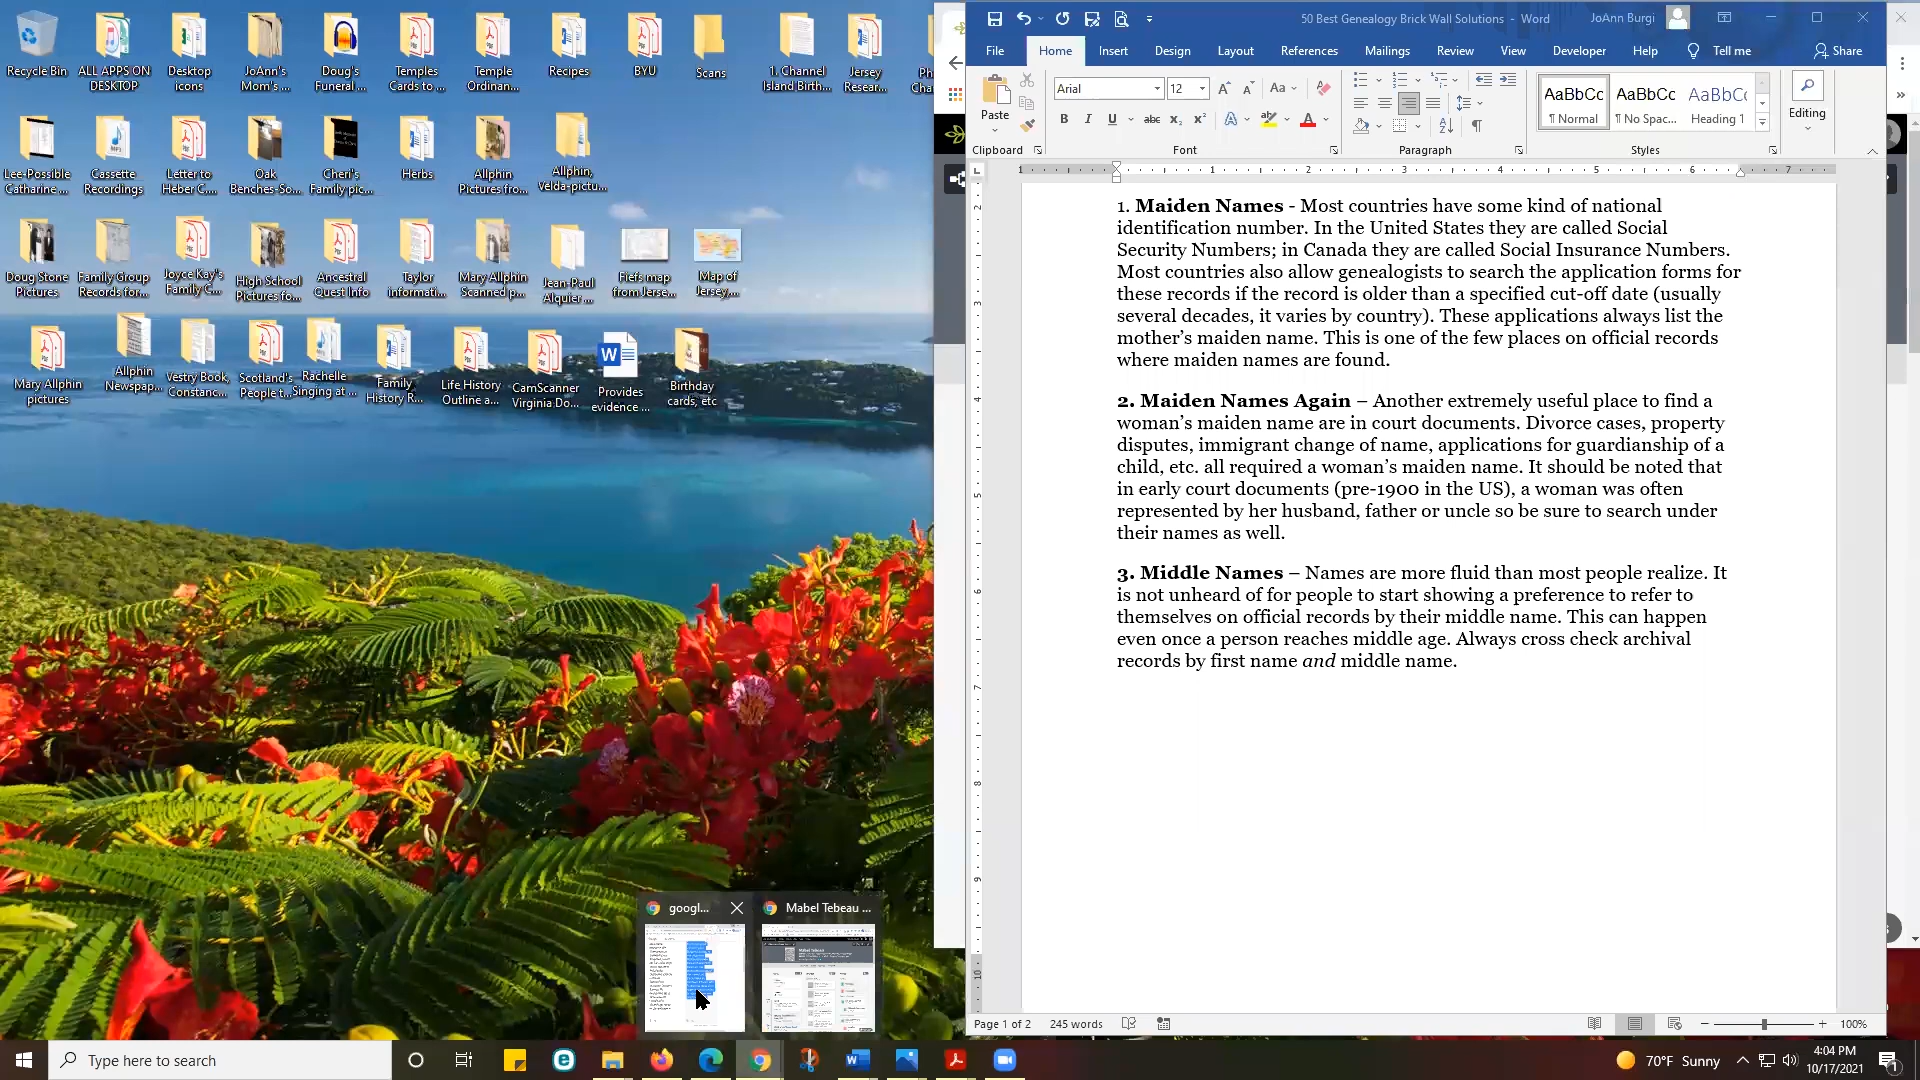 Recycle Bin
ALL APPS ON DESKTOP
Desktop icons
JoAnn's Mom's ...
Doug's Funeral ...
Temples Cards to ...
Temple Ordinan...
Recipes
BYU
Scans
1. Channel Island Birth...
Jersey Resear...
Lee-Possible Catharine ...
Cassette Recordings
Letter to Heber C....
Oak Benches-So...
Cheri's Family pic...
Herbs
Allphin Pictures fro...
Allphin, Velda-pictu...
Doug Stone Pictures
Family Group Records for...
Joyce Kay's Family C...
High School Pictures fo...
Ancestral Quest Info
Taylor informati...
Mary Allphin Scanned p...
Jean-Paul Alquier ...
Fiefs map from Jerse...
Map of Jersey,...
Mary Allphin pictures
Allphin Newspap...
Vestry Book, Constanc...
Scotland's People t...
Rachelle Singing at ...
Family History R...
Life History Outline a...
CamScanner Virginia Do...
Provides evidence ...
Birthday cards, etc
50 Best Genealogy Brick Wall Solutions - Word
JoAnn Burgi
File Home Insert Design Layout References Mailings Review View Developer Help Tell me Share
Paste
Arial 12
AaBbCc AaBbCc AaBbCc
¶ Normal ¶ No Spac... Heading 1
Editing
Clipboard Font Paragraph Styles
1. Maiden Names - Most countries have some kind of national
identification number. In the United States they are called Social
Security Numbers; in Canada they are called Social Insurance Numbers.
Most countries also allow genealogists to search the application forms for
these records if the record is older than a specified cut-off date (usually
several decades, it varies by country). These applications always list the
mother's maiden name. This is one of the few places on official records
where maiden names are found.
2. Maiden Names Again – Another extremely useful place to find a
woman's maiden name are in court documents. Divorce cases, property
disputes, immigrant change of name, applications for guardianship of a
child, etc. all required a woman's maiden name. It should be noted that
in early court documents (pre-1900 in the US), a woman was often
represented by her husband, father or uncle so be sure to search under
their names as well.
3. Middle Names – Names are more fluid than most people realize. It
is not unheard of for people to start showing a preference to refer to
themselves on official records by their middle name. This can happen
even once a person reaches middle age. Always cross check archival
records by first name and middle name.
googl...
Mabel Tebeau ...
Page 1 of 2 245 words 100%
Type here to search
70°F Sunny
4:04 PM
10/17/2021